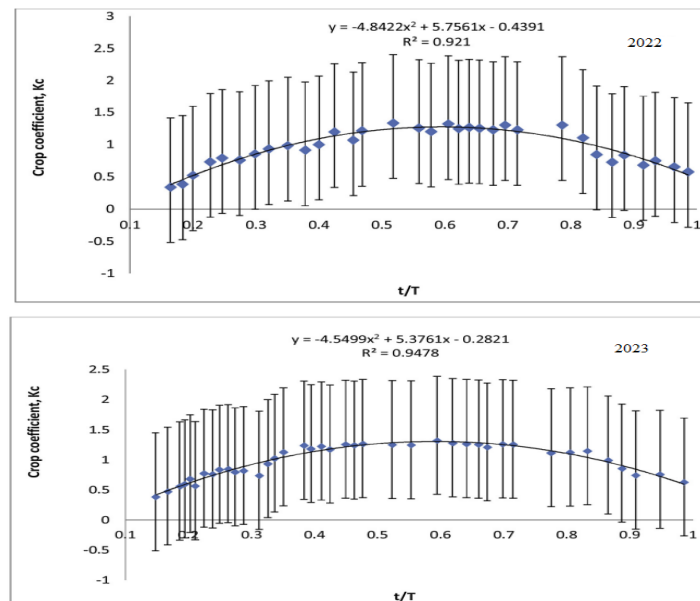 y = -4.8422x² + 5.7561x - 0.4391
R² = 0.921
2022
Crop coefficient, Kc
3
2.5
2
1.5
1
0.5
0
-0.5
-1
0.1 0.2 0.3 0.4 0.5 0.6 0.7 0.8 0.9 1
t/T
y = -4.5499x² + 5.3761x - 0.2821
R² = 0.9478
2023
Crop coefficient, Kc
2.5
2
1.5
1
0.5
0
-0.5
-1
0.1 0.2 0.3 0.4 0.5 0.6 0.7 0.8 0.9 1
t/T